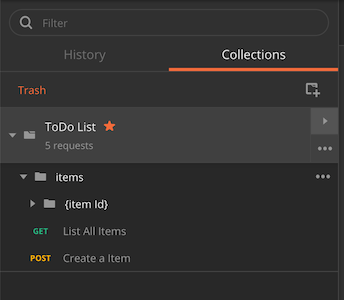 Filter
History
Collections
Trash
ToDo List
5 requests
items
{item Id}
GET List All Items
POST Create a Item